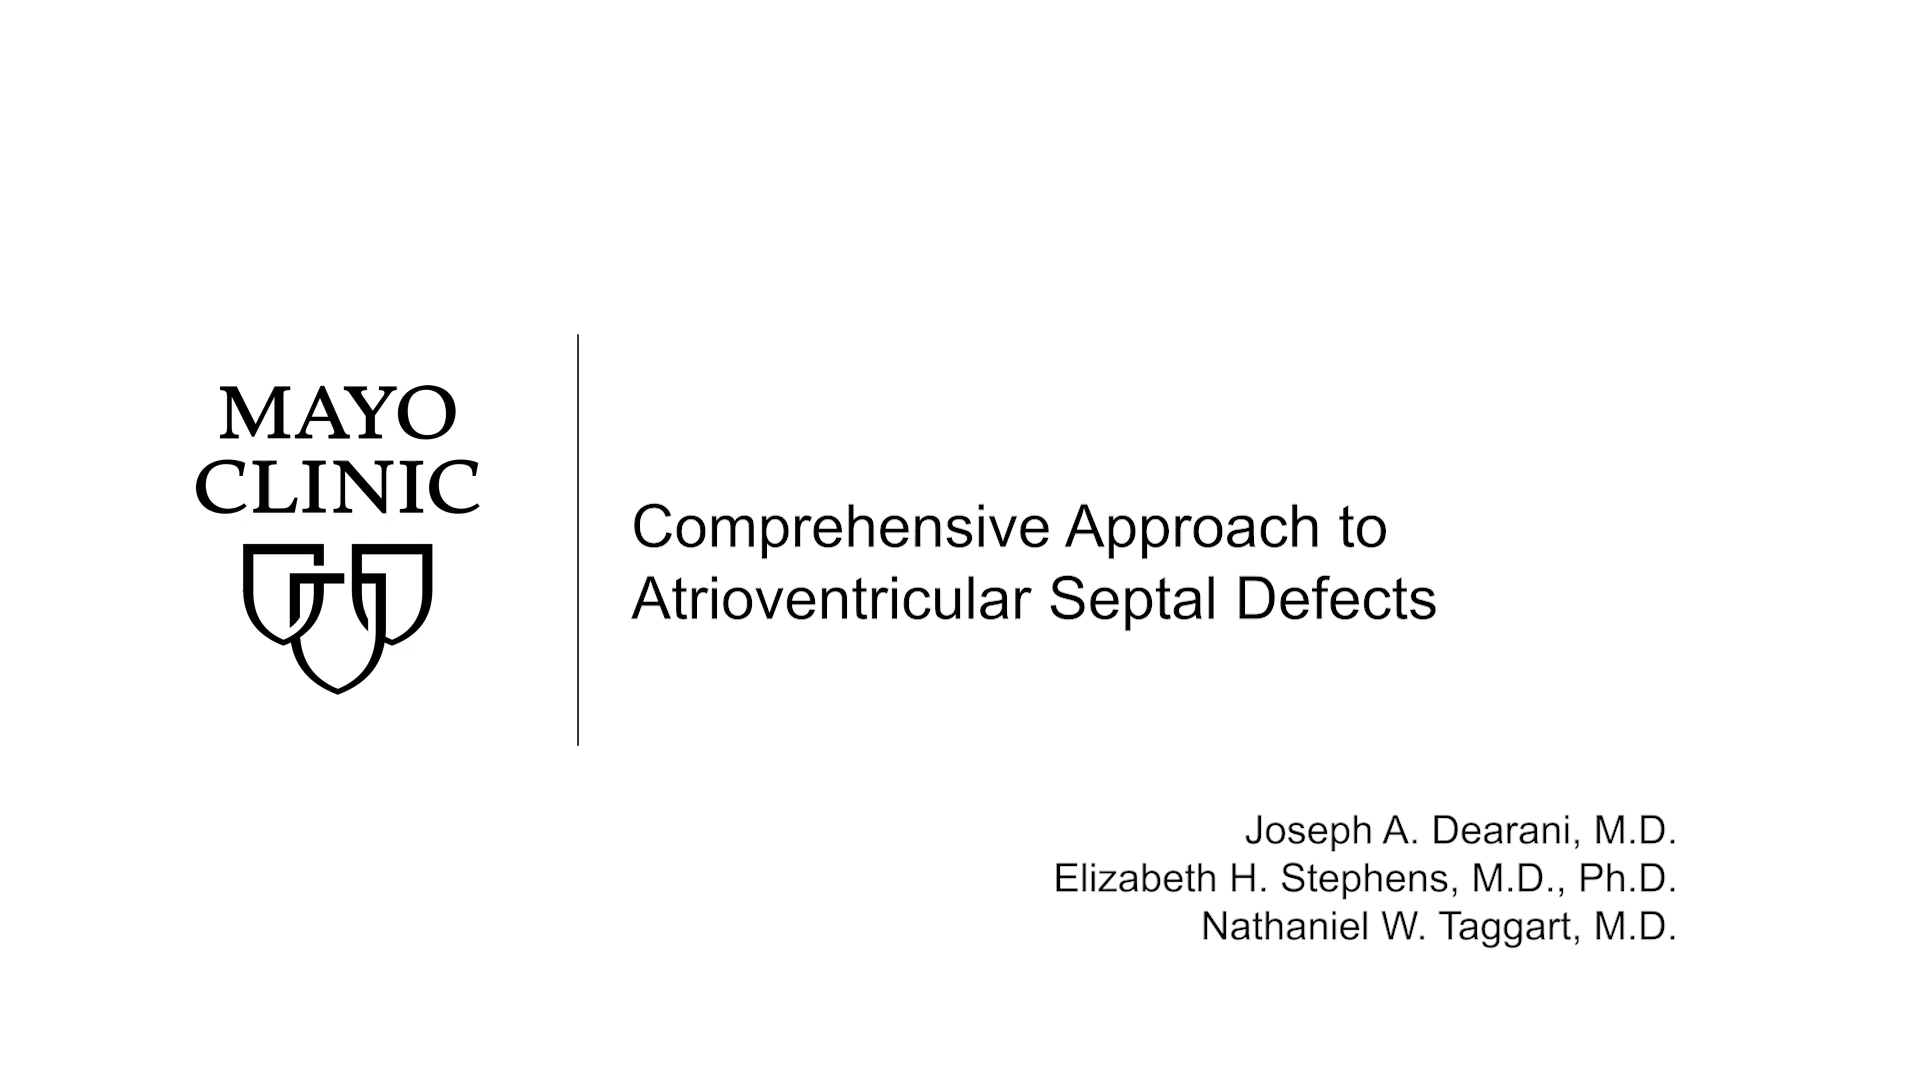 MAYO
CLINIC
Comprehensive Approach to
Atrioventricular Septal Defects
Joseph A. Dearani, M.D.
Elizabeth H. Stephens, M.D., Ph.D.
Nathaniel W. Taggart, M.D.